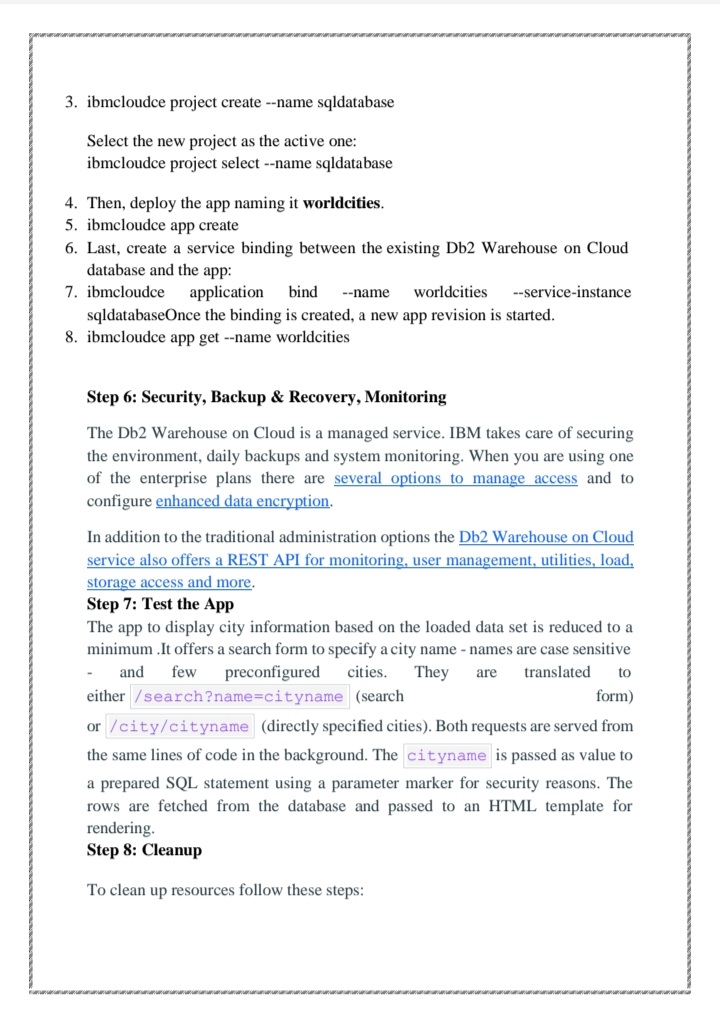 3. ibmcloudce project create --name sqldatabase
Select the new project as the active one:
ibmcloudce project select --name sqldatabase
4. Then, deploy the app naming it worldcities.
5. ibmcloudce app create
6. Last, create a service binding between the existing Db2 Warehouse on Cloud
database and the app:
7. ibmcloudce application bind --name worldcities --service-instance
sqldatabaseOnce the binding is created, a new app revision is started.
8. ibmcloudce app get --name worldcities
Step 6: Security, Backup & Recovery, Monitoring
The Db2 Warehouse on Cloud is a managed service. IBM takes care of securing
the environment, daily backups and system monitoring. When you are using one
of the enterprise plans there are several options to manage access and to
configure enhanced data encryption.
In addition to the traditional administration options the Db2 Warehouse on Cloud
service also offers a REST API for monitoring, user management, utilities, load,
storage access and more.
Step 7: Test the App
The app to display city information based on the loaded data set is reduced to a
minimum .It offers a search form to specify a city name - names are case sensitive
- and few preconfigured cities. They are translated to
either /search?name=cityname (search form)
or /city/cityname (directly specified cities). Both requests are served from
the same lines of code in the background. The cityname is passed as value to
a prepared SQL statement using a parameter marker for security reasons. The
rows are fetched from the database and passed to an HTML template for
rendering.
Step 8: Cleanup
To clean up resources follow these steps: